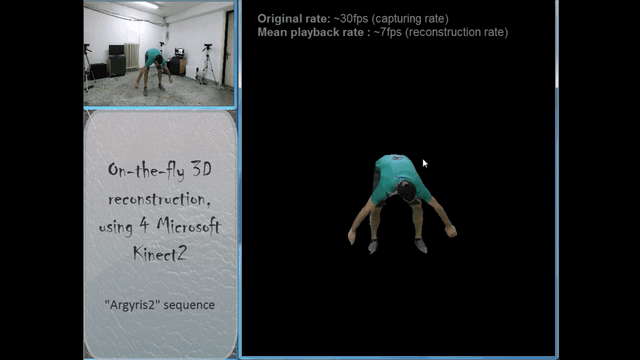 Original rate: ~30fps (capturing rate)
Mean playback rate : ~7fps (reconstruction rate)
On-the-fly 3D
reconstruction,
using 4 Microsoft
Kinect2
"Argyris2" sequence